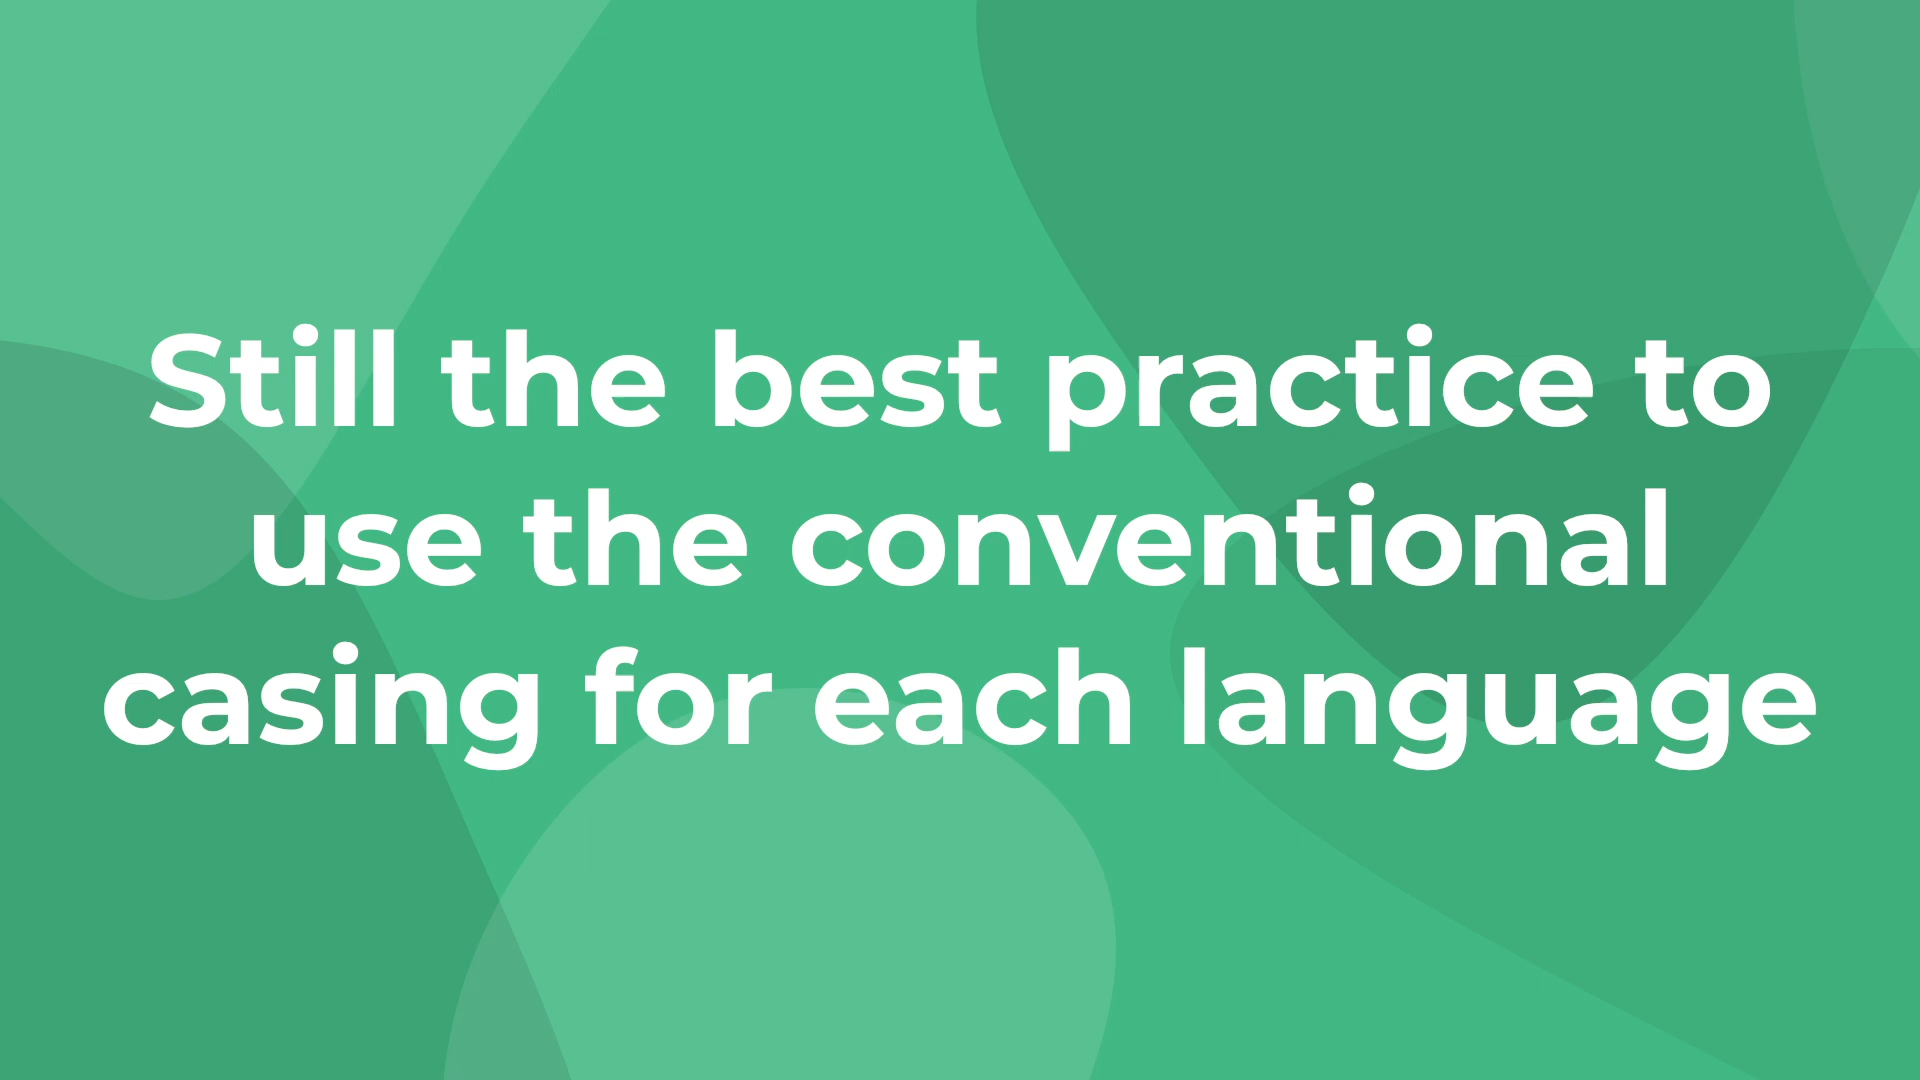 Still the best practice to
use the conventional
casing for each language